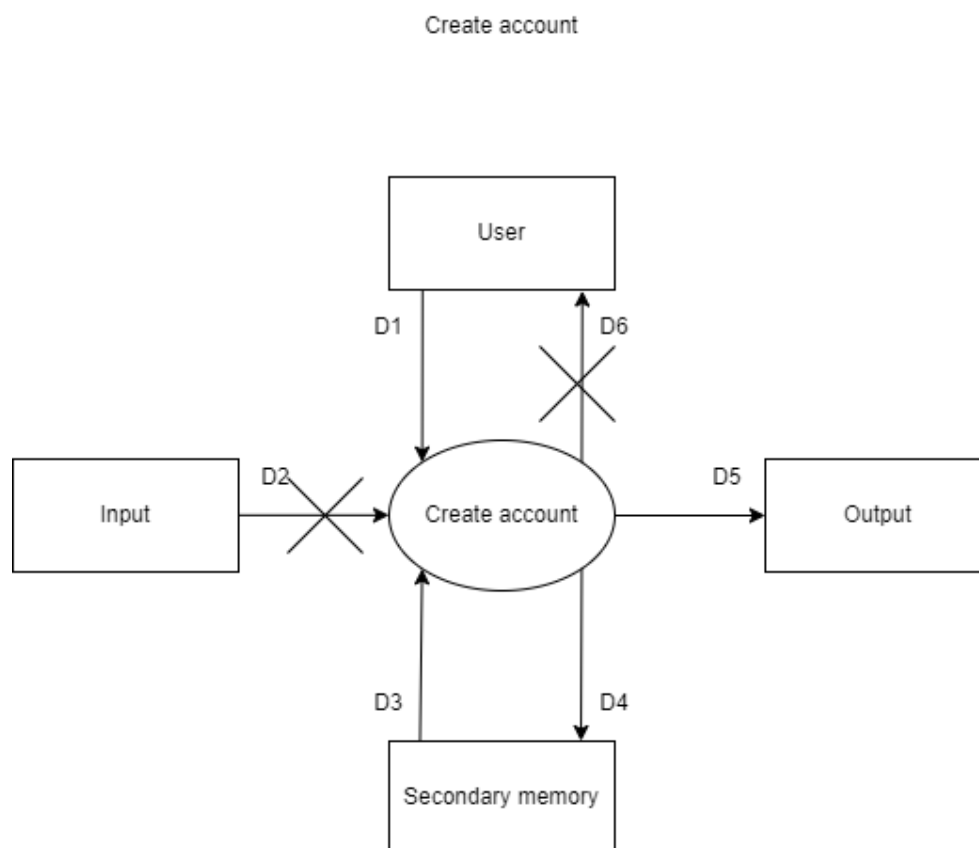 Create account
User
D1
D6
D2
D5
Input
Create account
Output
D3
D4
Secondary memory